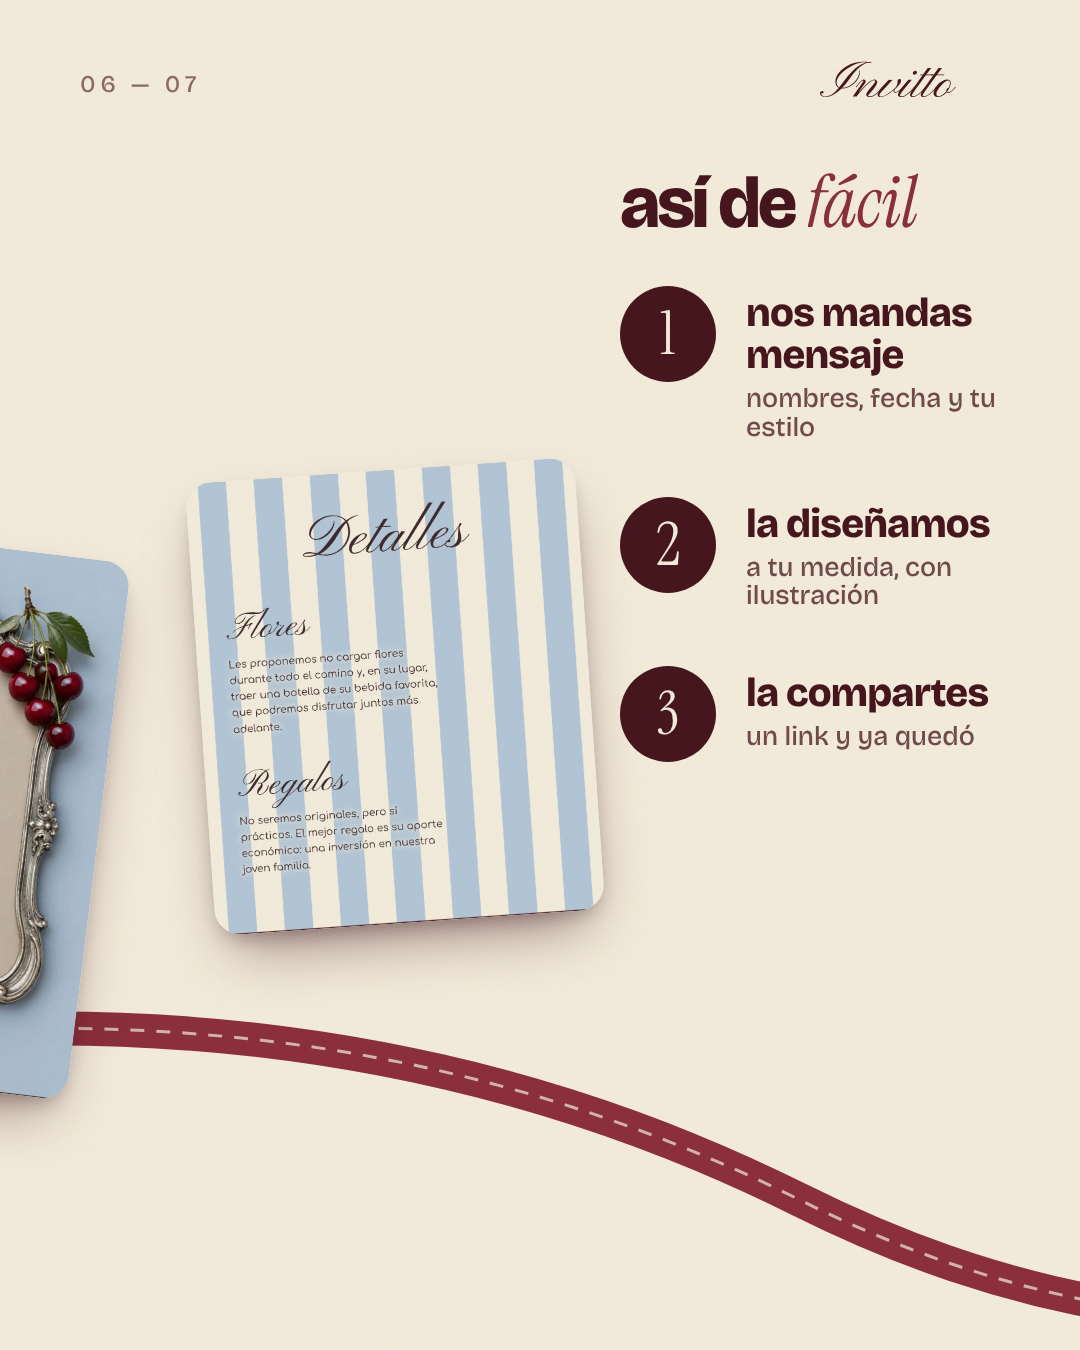 06 — 07
Invitto
así de fácil
1
nos mandas
mensaje
nombres, fecha y tu
estilo
2
la diseñamos
a tu medida, con
ilustración
3
la compartes
un link y ya quedó
Detalles
Flores
Les proponemos no cargar flores
durante todo el camino y, en su lugar,
traer una botella de su bebida favorita,
que podremos disfrutar juntos más
adelante.
Regalos
No seremos originales, pero sí
prácticos. El mejor regalo es su aporte
económico: una inversión en nuestra
joven familia.